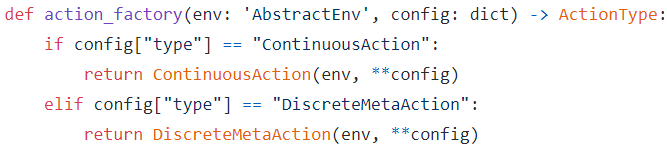 def action_factory(env: 'AbstractEnv', config: dict) -> ActionType:
    if config["type"] == "ContinuousAction":
        return ContinuousAction(env, **config)
    elif config["type"] == "DiscreteMetaAction":
        return DiscreteMetaAction(env, **config)